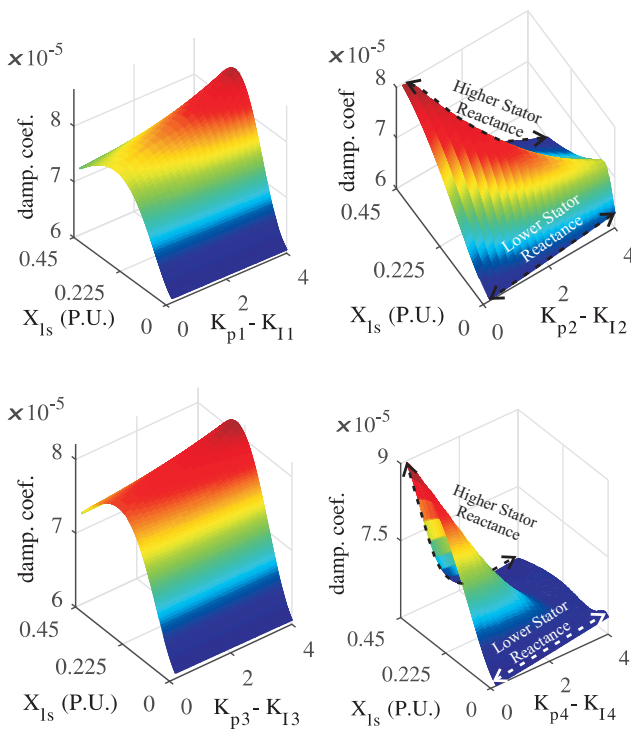 ×10⁻⁵
8
7
6
damp. coef.
0.45
0.225
0
X_ls (P.U.)
0
2
4
K_p1 - K_I1
×10⁻⁵
8
7
6
damp. coef.
Higher Stator
Reactance
Lower Stator
Reactance
0.45
0.225
0
X_ls (P.U.)
0
2
4
K_p2 - K_I2
×10⁻⁵
8
7
6
damp. coef.
0.45
0.225
0
X_ls (P.U.)
0
2
4
K_p3 - K_I3
×10⁻⁵
9
7.5
damp. coef.
Higher Stator
Reactance
Lower Stator
Reactance
0.45
0.225
0
X_ls (P.U.)
0
2
4
K_p4 - K_I4